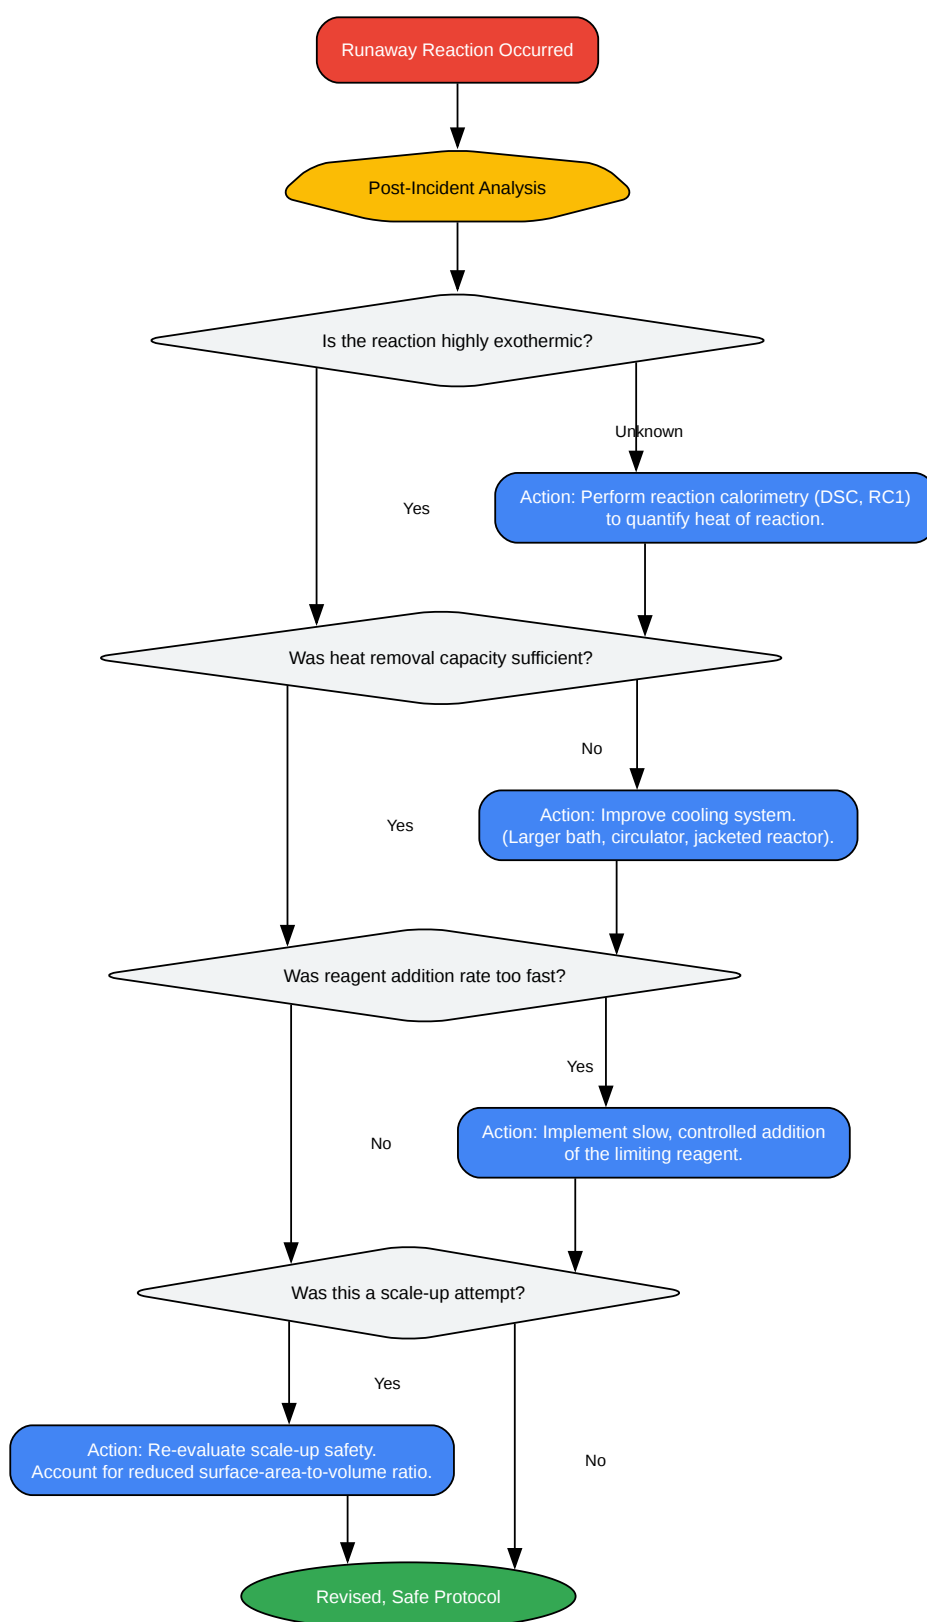 Runaway Reaction Occurred
Post-Incident Analysis
Is the reaction highly exothermic?
Unknown
Yes
Action: Perform reaction calorimetry (DSC, RC1)
to quantify heat of reaction.
Was heat removal capacity sufficient?
No
Yes
Action: Improve cooling system.
(Larger bath, circulator, jacketed reactor).
Was reagent addition rate too fast?
Yes
No
Action: Implement slow, controlled addition
of the limiting reagent.
Was this a scale-up attempt?
Yes
No
Action: Re-evaluate scale-up safety.
Account for reduced surface-area-to-volume ratio.
Revised, Safe Protocol